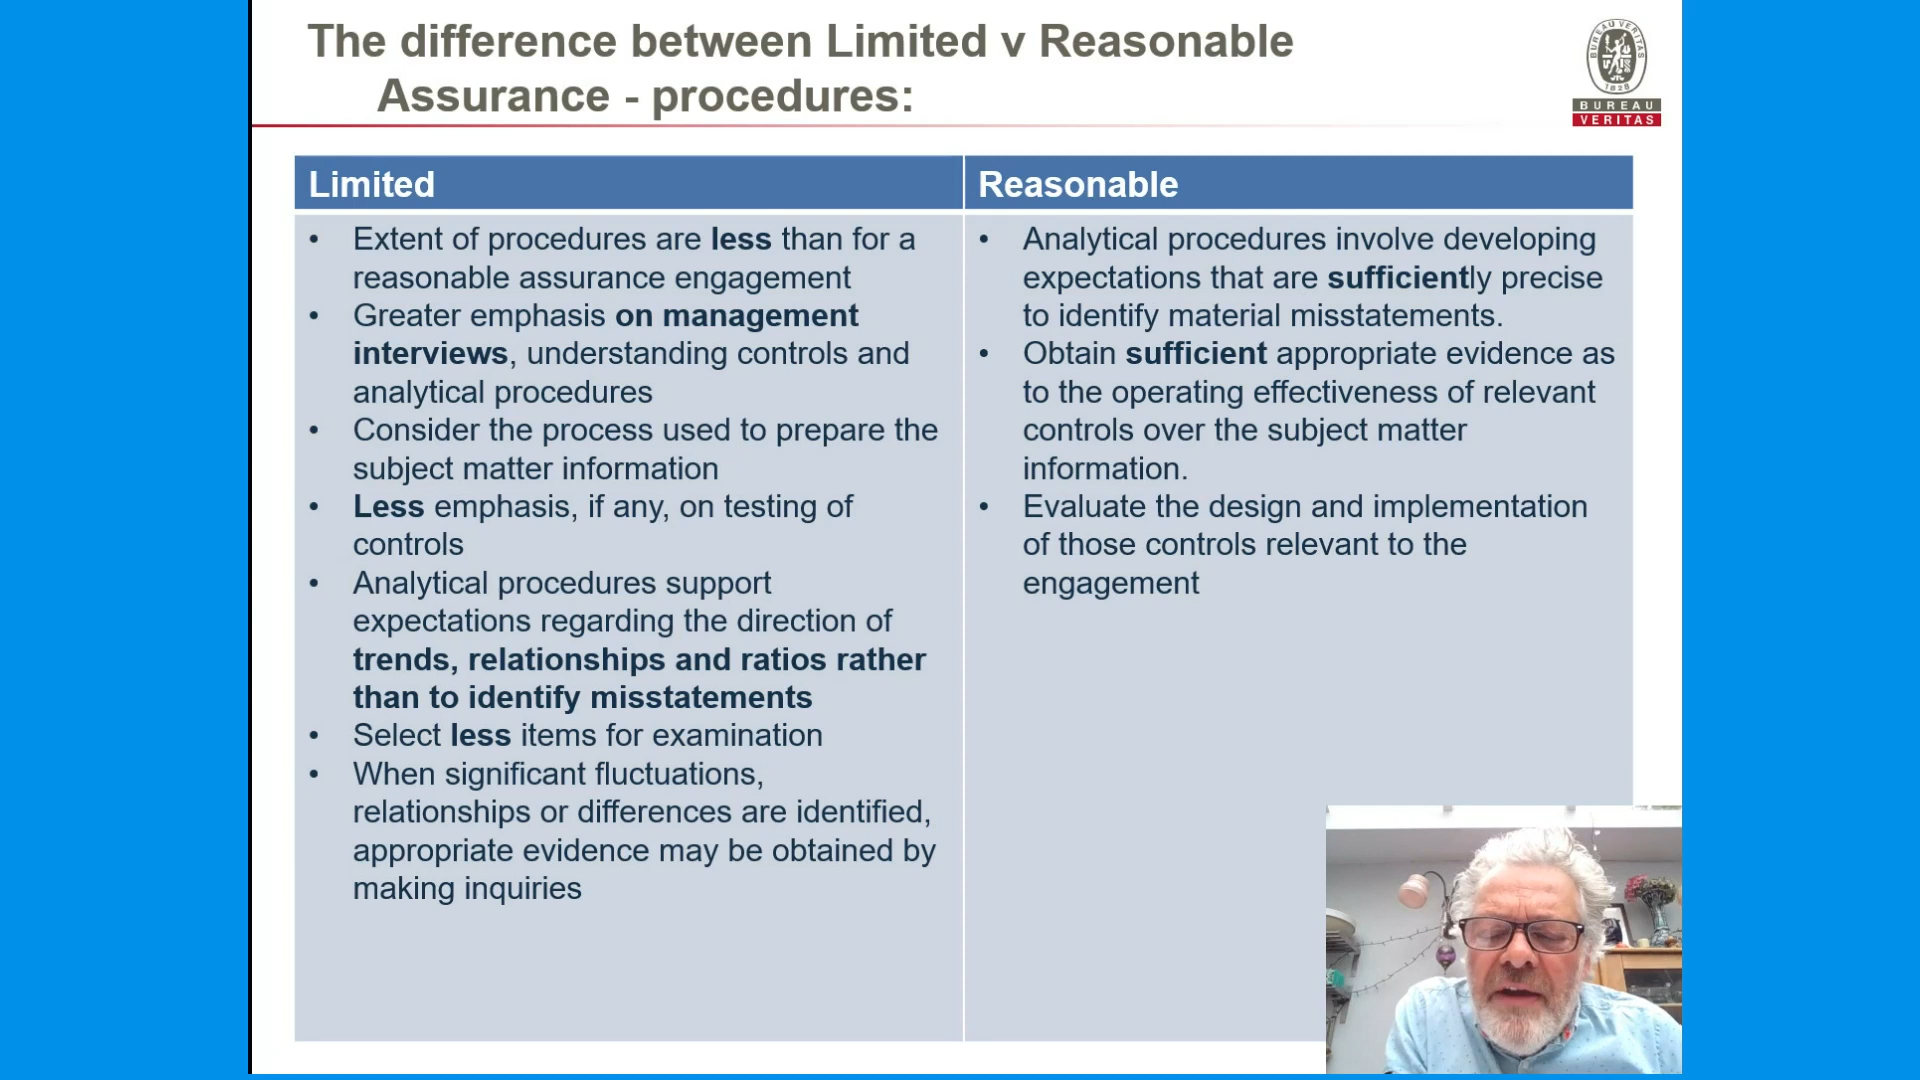 The difference between Limited v Reasonable
Assurance - procedures:
BUREAU VERITAS
1828
BUREAU
VERITAS
Limited
• Extent of procedures are less than for a
reasonable assurance engagement
• Greater emphasis on management
interviews, understanding controls and
analytical procedures
• Consider the process used to prepare the
subject matter information
• Less emphasis, if any, on testing of
controls
• Analytical procedures support
expectations regarding the direction of
trends, relationships and ratios rather
than to identify misstatements
• Select less items for examination
• When significant fluctuations,
relationships or differences are identified,
appropriate evidence may be obtained by
making inquiries
Reasonable
• Analytical procedures involve developing
expectations that are sufficiently precise
to identify material misstatements.
• Obtain sufficient appropriate evidence as
to the operating effectiveness of relevant
controls over the subject matter
information.
• Evaluate the design and implementation
of those controls relevant to the
engagement